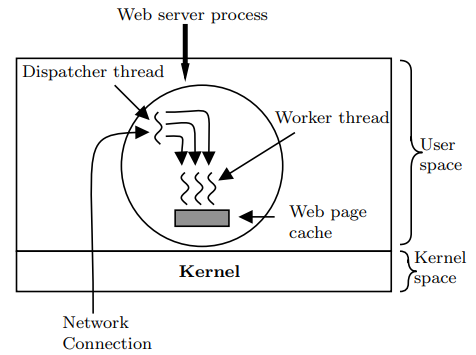 Web server process
Dispatcher thread
Worker thread
User
space
Web page
cache
Kernel
Kernel
space
Network
Connection